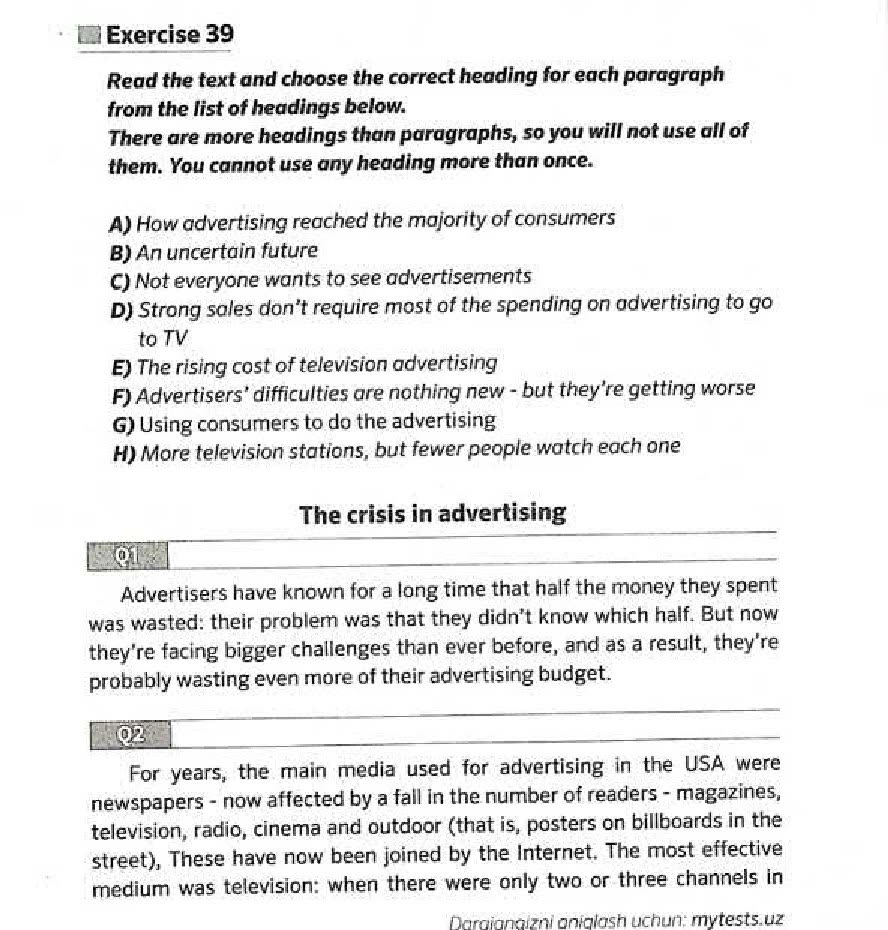 Exercise 39
Read the text and choose the correct heading for each paragraph
from the list of headings below.
There are more headings than paragraphs, so you will not use all of
them. You cannot use any heading more than once.
A) How advertising reached the majority of consumers
B) An uncertain future
C) Not everyone wants to see advertisements
D) Strong sales don't require most of the spending on advertising to go
to TV
E) The rising cost of television advertising
F) Advertisers' difficulties are nothing new - but they're getting worse
G) Using consumers to do the advertising
H) More television stations, but fewer people watch each one
The crisis in advertising
Q1
Advertisers have known for a long time that half the money they spent
was wasted: their problem was that they didn't know which half. But now
they're facing bigger challenges than ever before, and as a result, they're
probably wasting even more of their advertising budget.
Q2
For years, the main media used for advertising in the USA were
newspapers - now affected by a fall in the number of readers - magazines,
television, radio, cinema and outdoor (that is, posters on billboards in the
street), These have now been joined by the Internet. The most effective
medium was television: when there were only two or three channels in
Darajangizni aniqlash uchun: mytests.uz